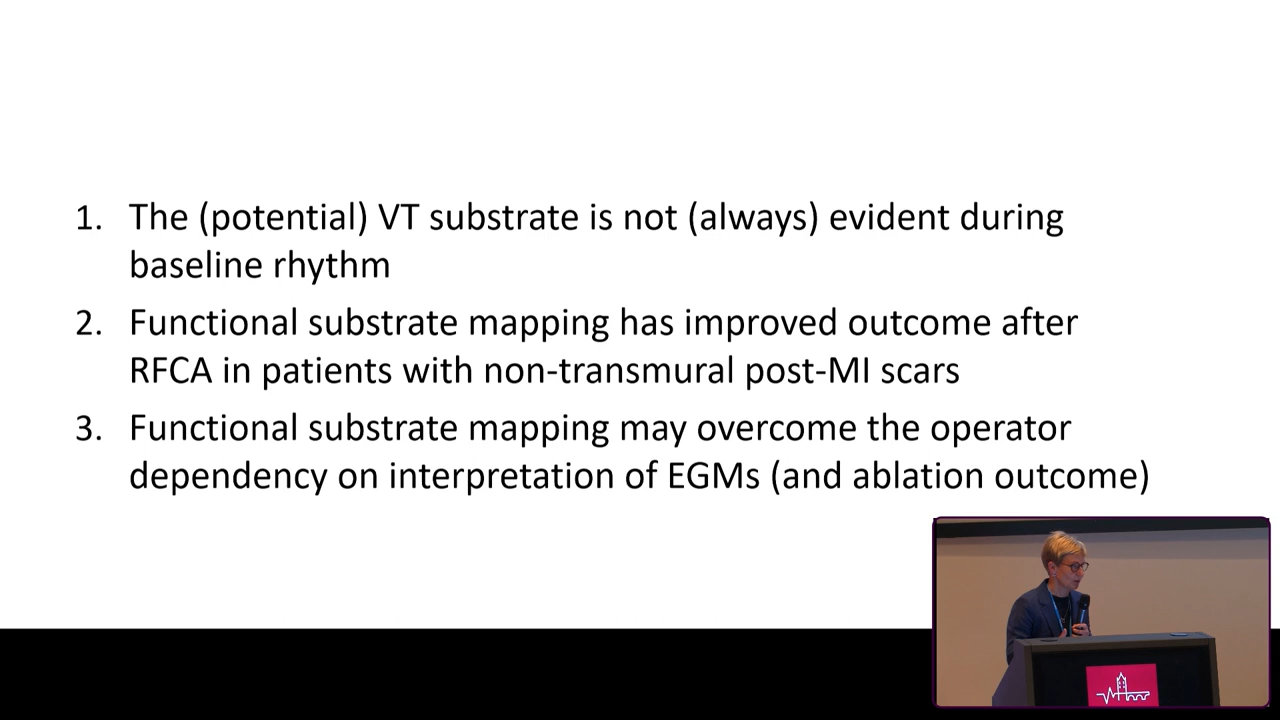 1. The (potential) VT substrate is not (always) evident during
baseline rhythm
2. Functional substrate mapping has improved outcome after
RFCA in patients with non-transmural post-MI scars
3. Functional substrate mapping may overcome the operator
dependency on interpretation of EGMs (and ablation outcome)